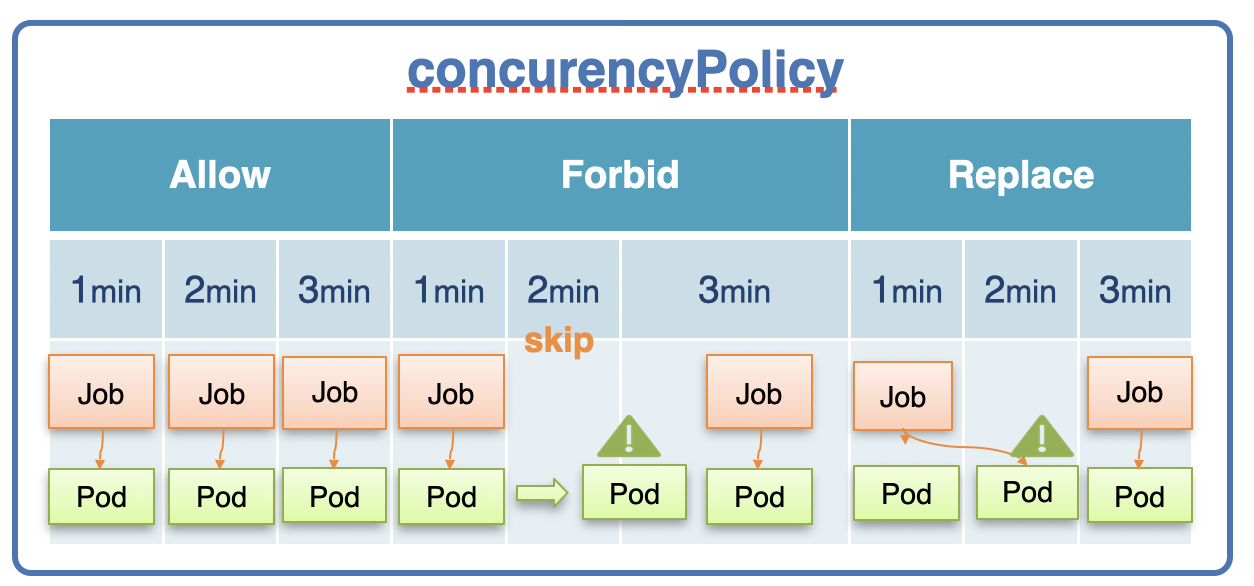 concurencyPolicy
Allow Forbid Replace
1min 2min 3min 1min 2min 3min 1min 2min 3min
skip
Job Job Job Job Job Job Job
Pod Pod Pod Pod Pod Pod Pod Pod Pod